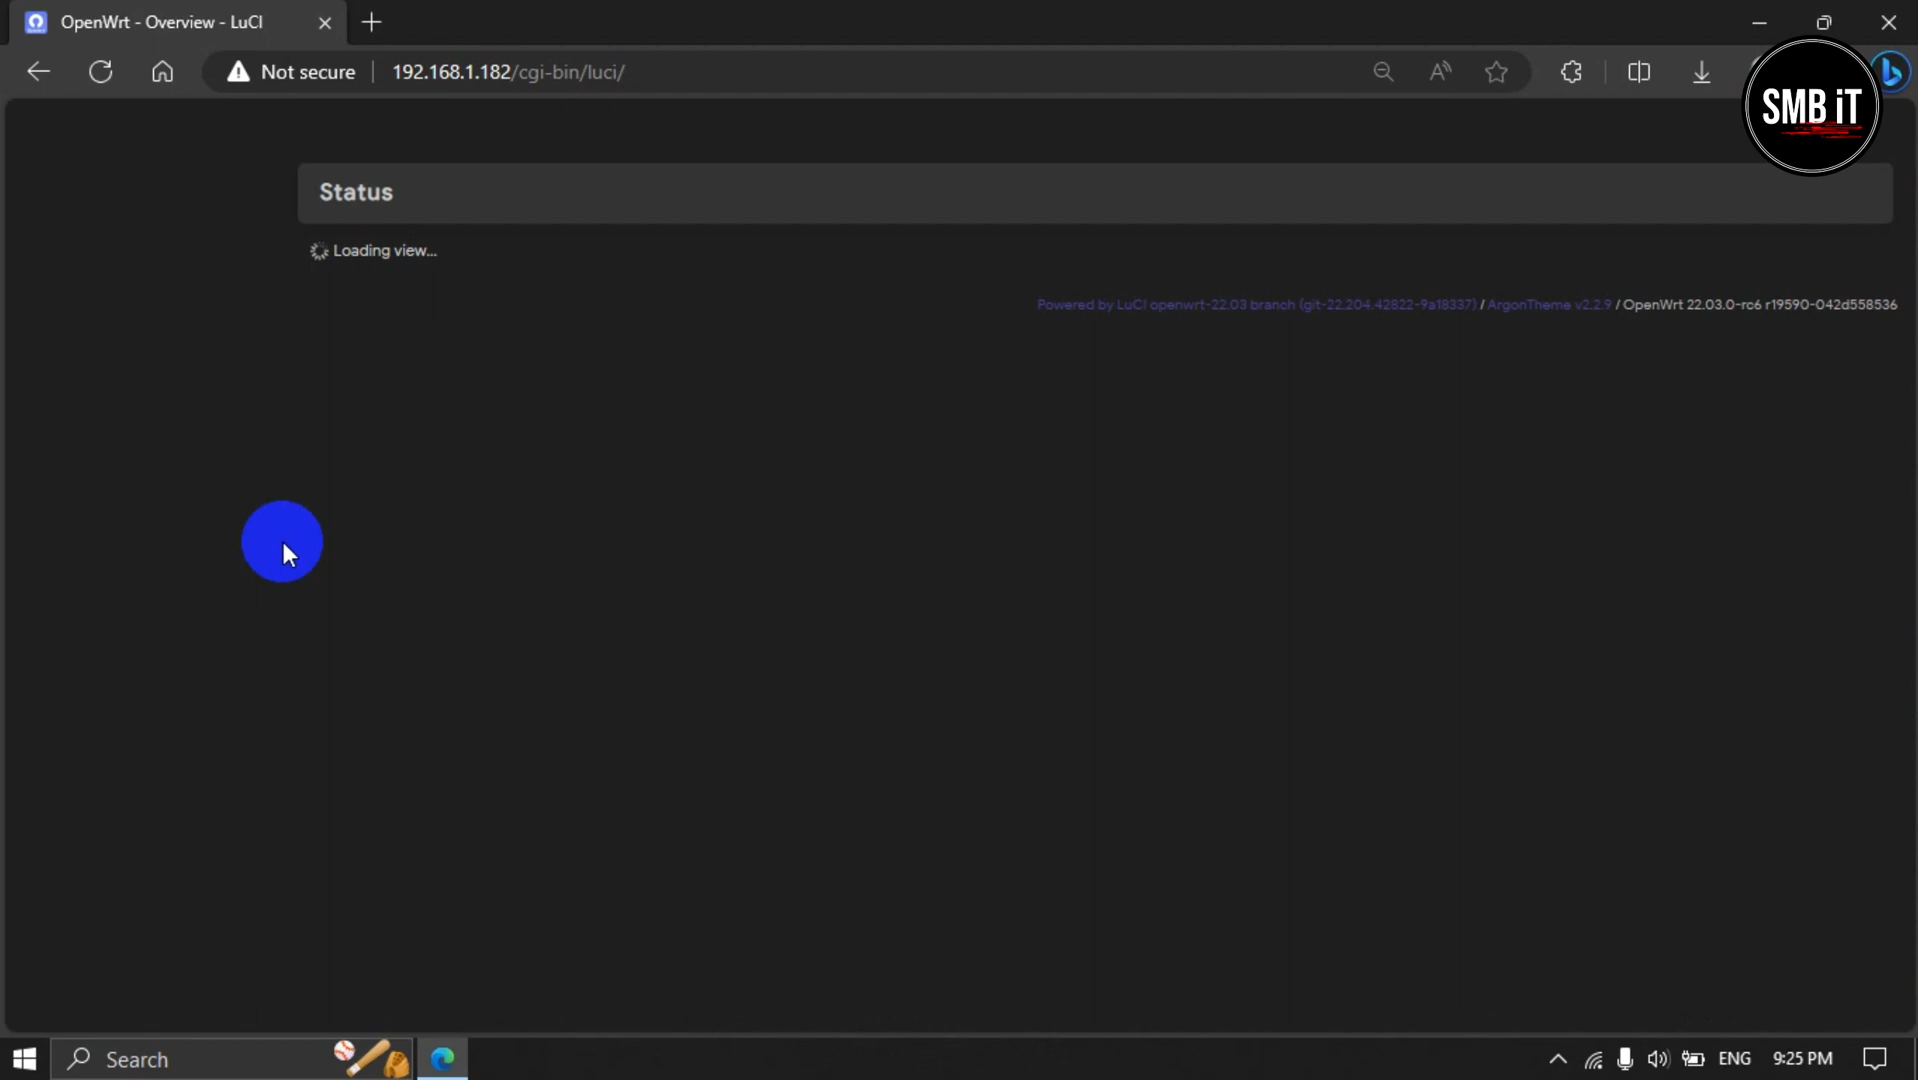 OpenWrt - Overview - LuCI
Not secure
192.168.1.182/cgi-bin/luci/
SMB iT
Status
Loading view...
Powered by LuCI openwrt-22.03 branch (git-22.204.42822-9a18337) / ArgonTheme v2.2.9 / OpenWrt 22.03.0-rc6 r19590-042d558536
Search
ENG
9:25 PM